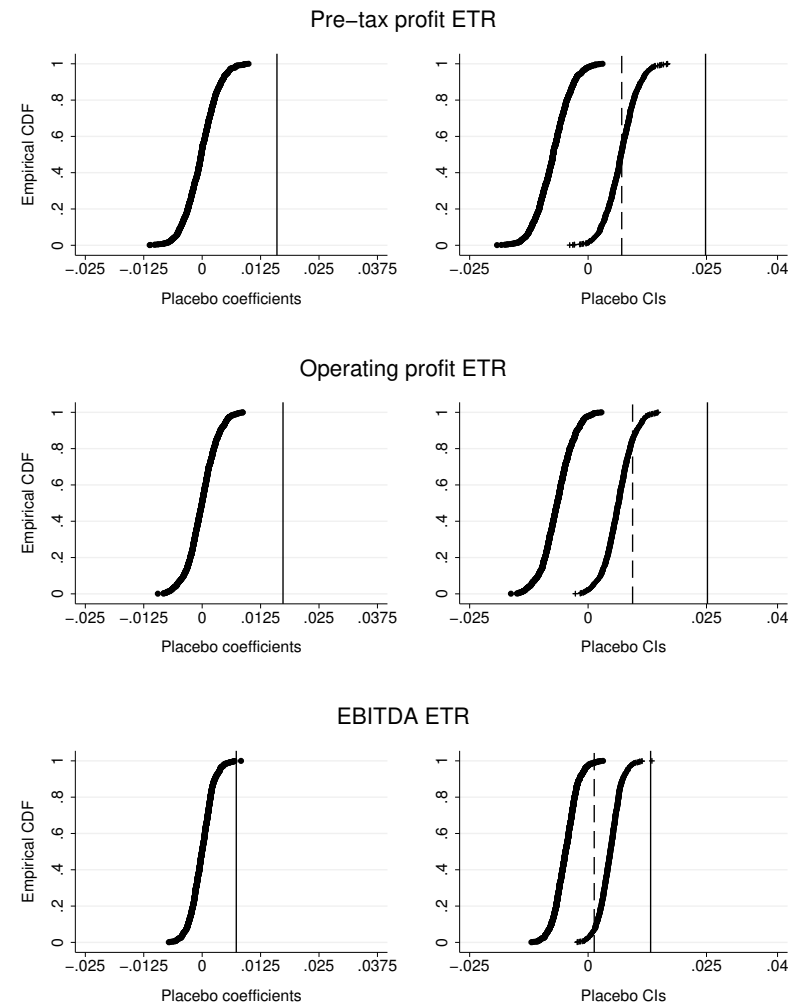 Pre−tax profit ETR
Empirical CDF
0 .2 .4 .6 .8 1
−.025 −.0125 0 .0125 .025 .0375
Placebo coefficients
0 .2 .4 .6 .8 1
−.025 0 .025 .04
Placebo CIs
Operating profit ETR
Empirical CDF
0 .2 .4 .6 .8 1
−.025 −.0125 0 .0125 .025 .0375
Placebo coefficients
0 .2 .4 .6 .8 1
−.025 0 .025 .04
Placebo CIs
EBITDA ETR
Empirical CDF
0 .2 .4 .6 .8 1
−.025 −.0125 0 .0125 .025 .0375
Placebo coefficients
0 .2 .4 .6 .8 1
−.025 0 .025 .04
Placebo CIs